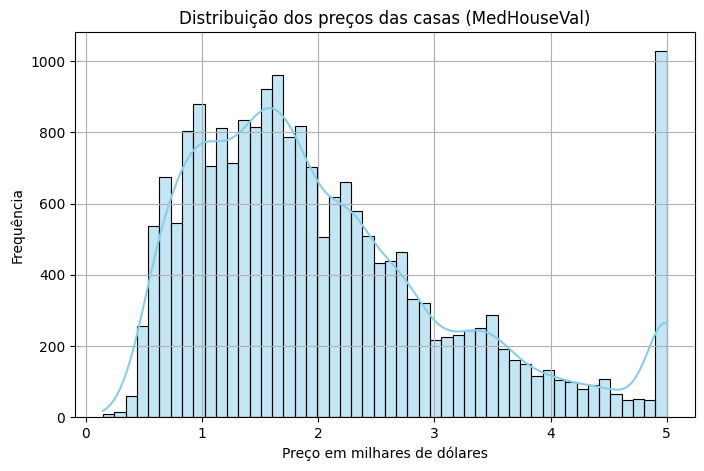 Distribuição dos preços das casas (MedHouseVal)
1000
800
600
400
200
0
Frequência
0 1 2 3 4 5
Preço em milhares de dólares